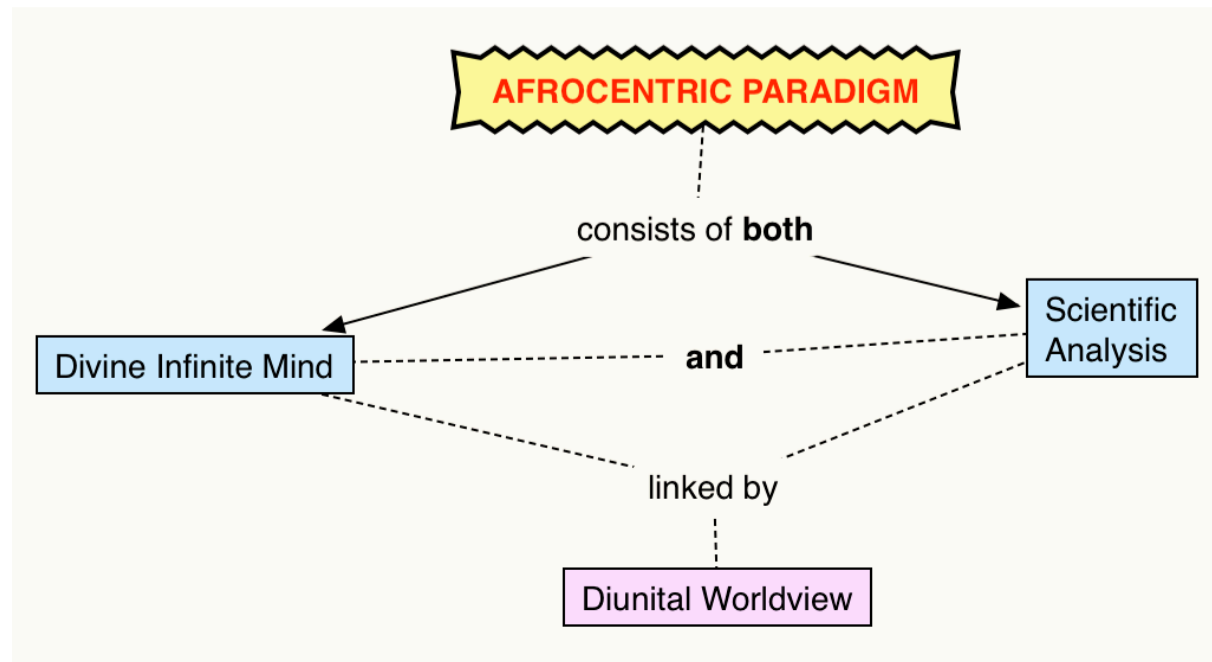 AFROCENTRIC PARADIGM
consists of both
Divine Infinite Mind
and
Scientific
Analysis
linked by
Diunital Worldview